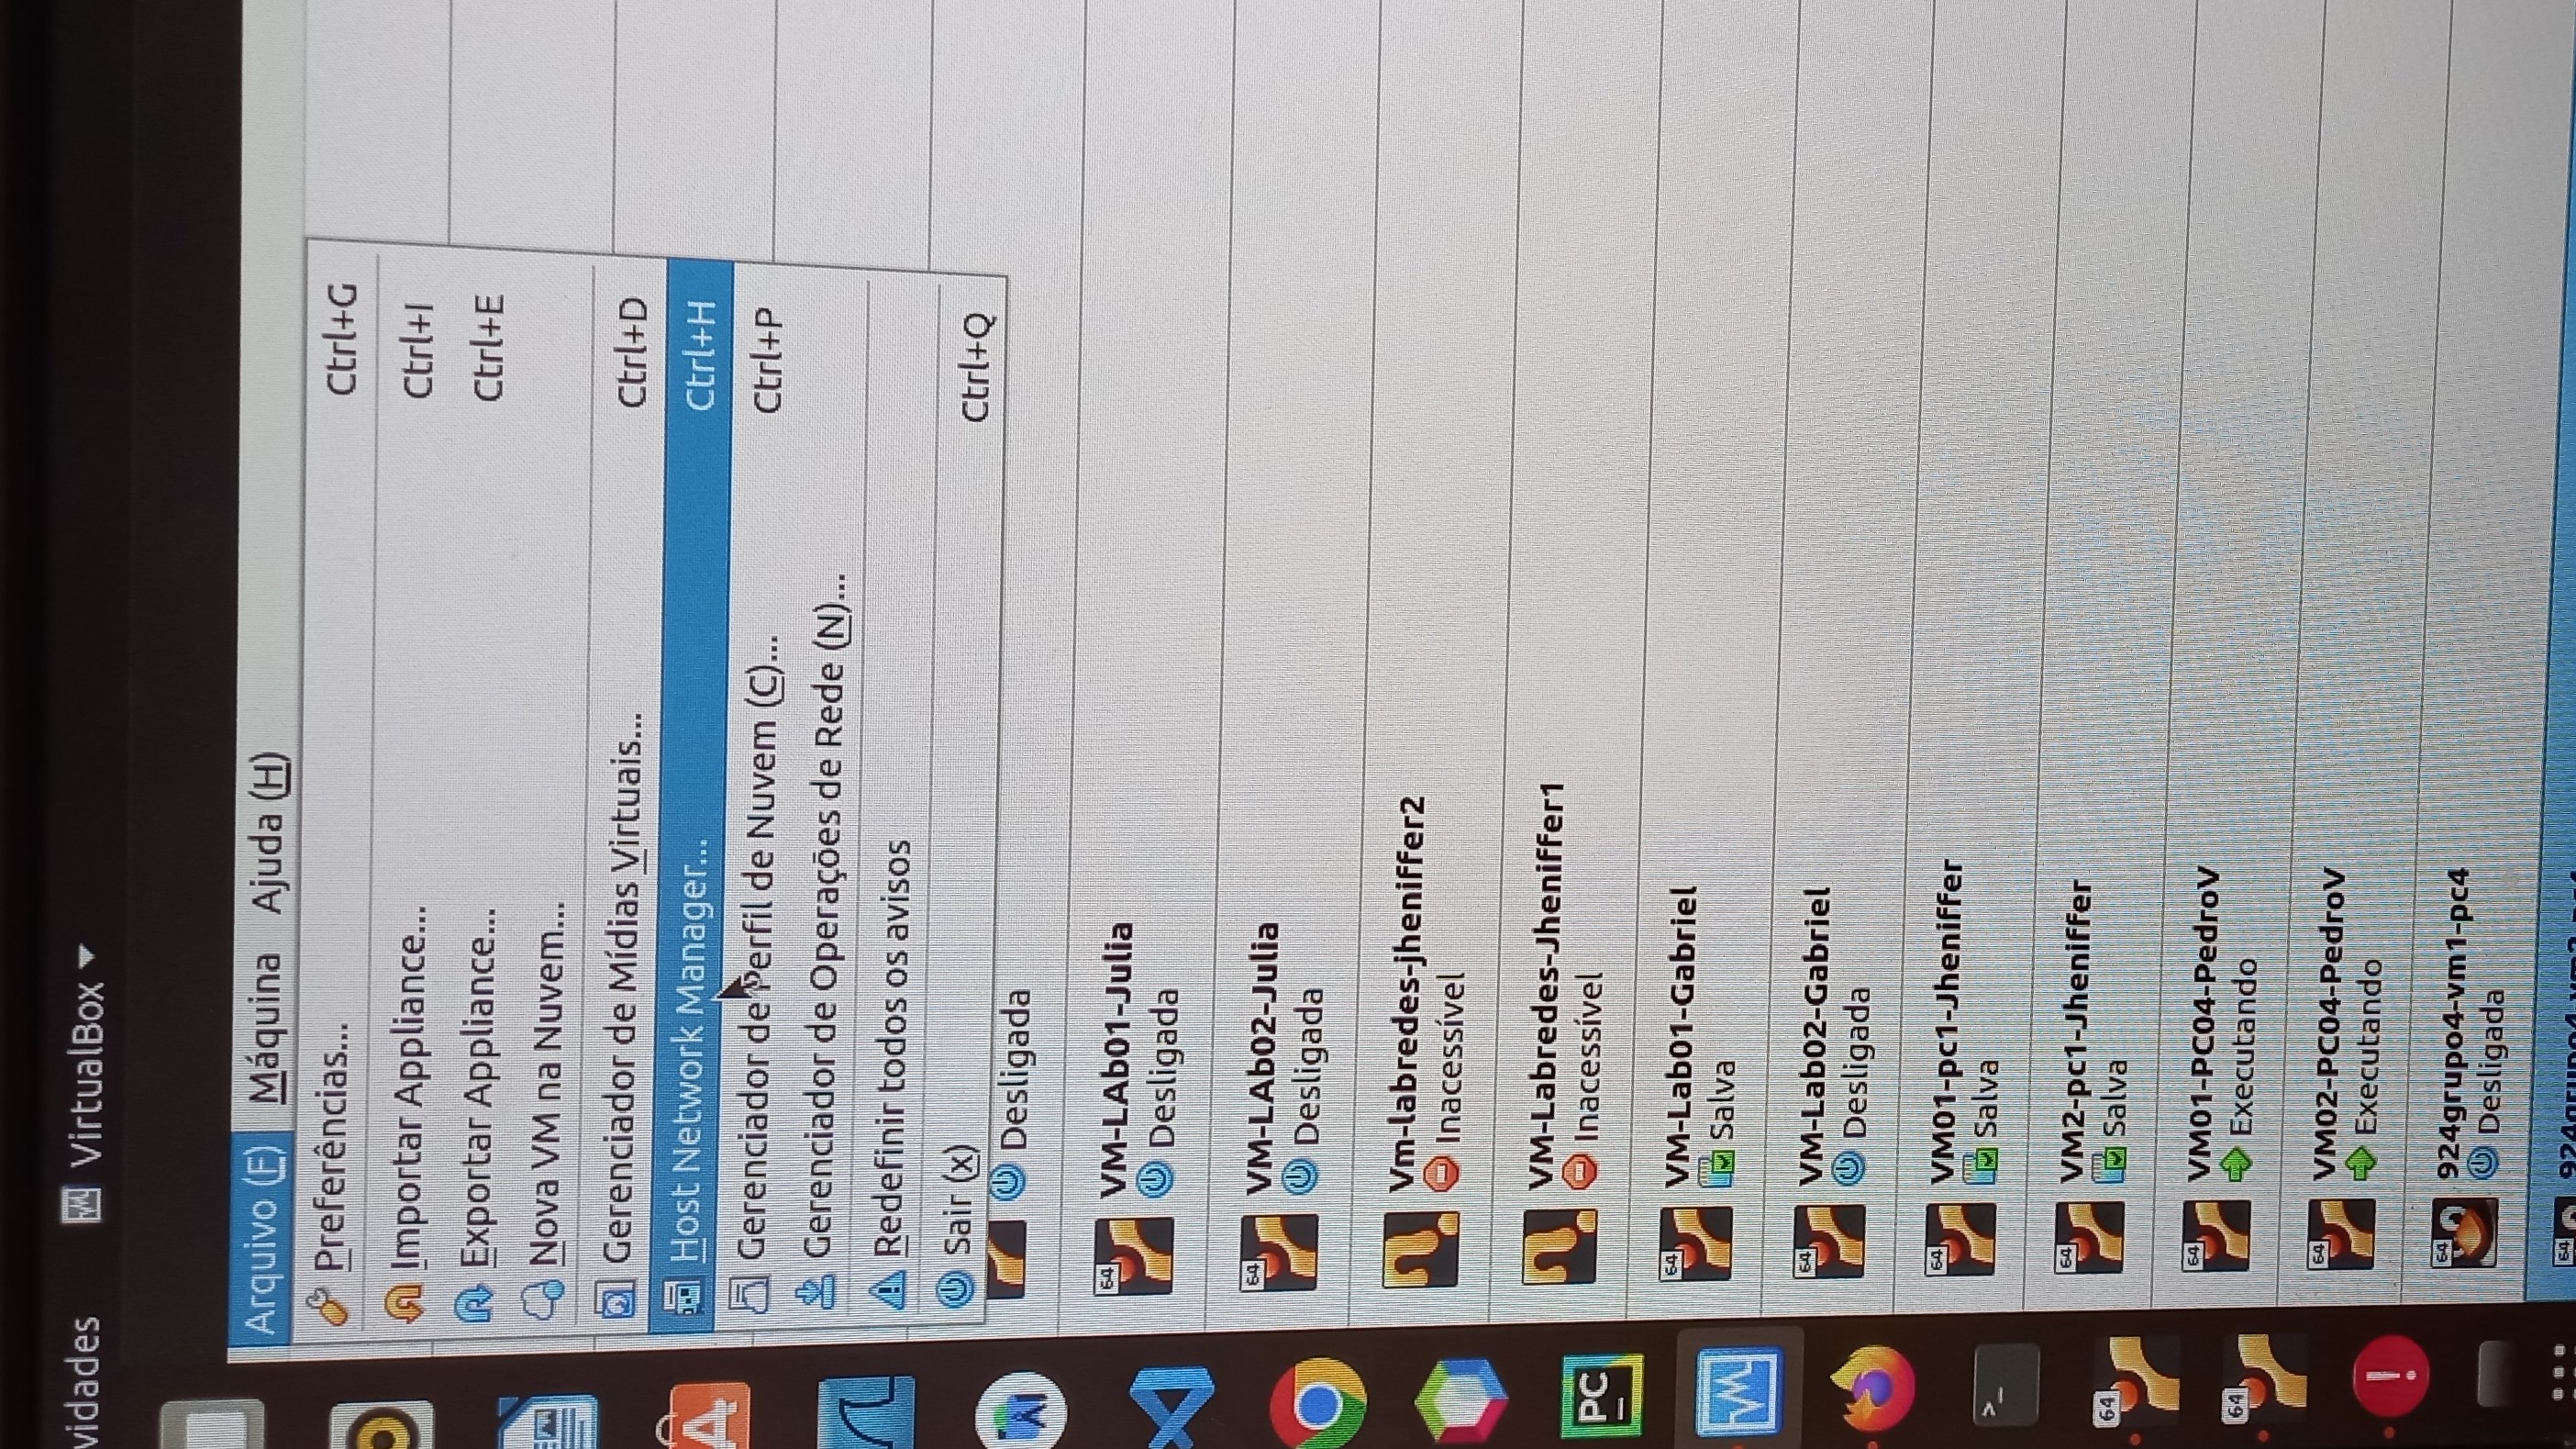 vidades
VirtualBox
Arquivo (F) Máquina Ajuda (H)
Preferências... Ctrl+G
Importar Appliance... Ctrl+I
Exportar Appliance... Ctrl+E
Nova VM na Nuvem...
Gerenciador de Mídias Virtuais... Ctrl+D
Host Network Manager... Ctrl+H
Gerenciador de Perfil de Nuvem (C)... Ctrl+P
Gerenciador de Operações de Rede (N)...
Redefinir todos os avisos
Sair (x) Ctrl+Q
Desligada
64
VM-LAb01-Julia
Desligada
64
VM-LAb02-Julia
Desligada
Vm-labredes-jheniffer2
Inacessível
VM-Labredes-Jheniffer1
Inacessível
PC
64
VM-Lab01-Gabriel
Salva
64
VM-Lab02-Gabriel
Desligada
64
VM01-pc1-Jheniffer
Salva
64
VM2-pc1-Jheniffer
Salva
64
64
VM01-PC04-PedroV
Executando
64
64
VM02-PC04-PedroV
Executando
64
924grupo4-vm1-pc4
Desligada
64
924grupo4-vm2-pc4